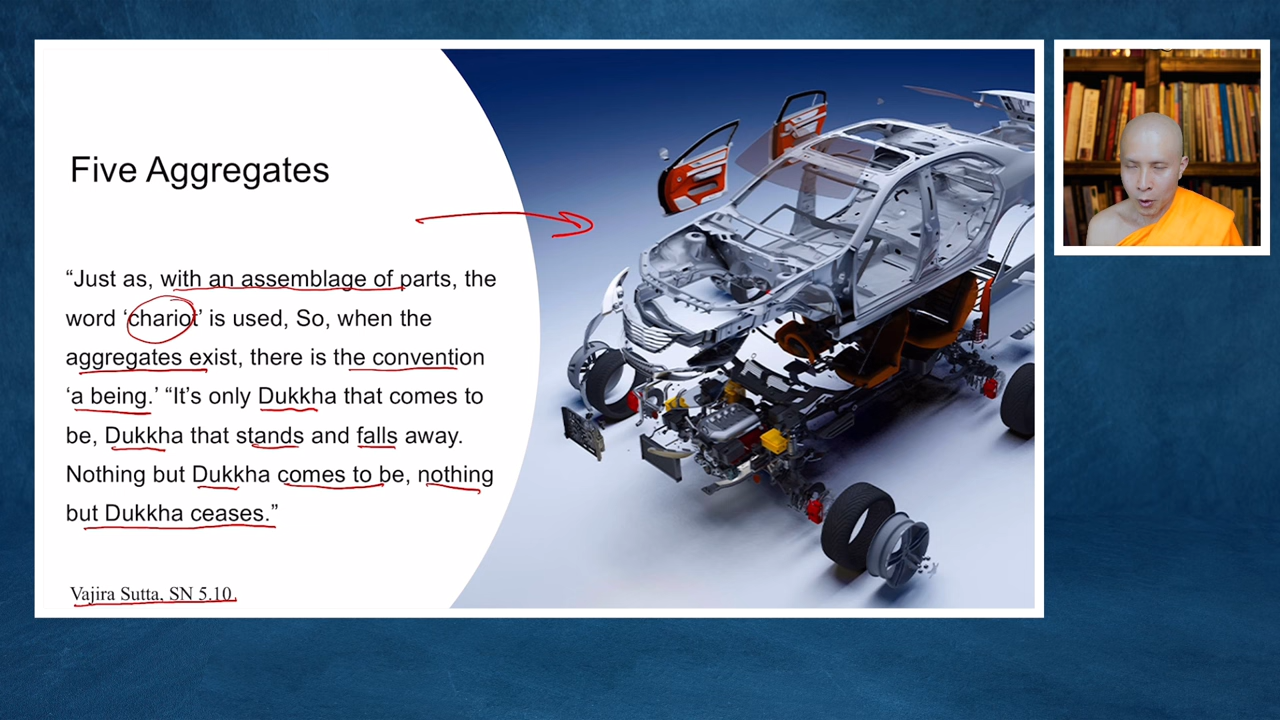 Five Aggregates
“Just as, with an assemblage of parts, the
word ‘chariot’ is used, So, when the
aggregates exist, there is the convention
‘a being.’ “It’s only Dukkha that comes to
be, Dukkha that stands and falls away.
Nothing but Dukkha comes to be, nothing
but Dukkha ceases.”
Vajira Sutta, SN 5.10.